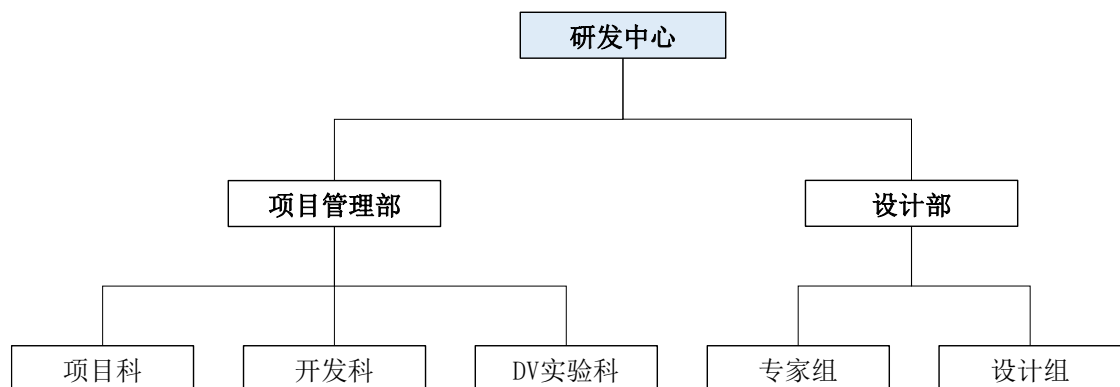 研发中心
项目管理部
设计部
项目科
开发科
DV实验科
专家组
设计组